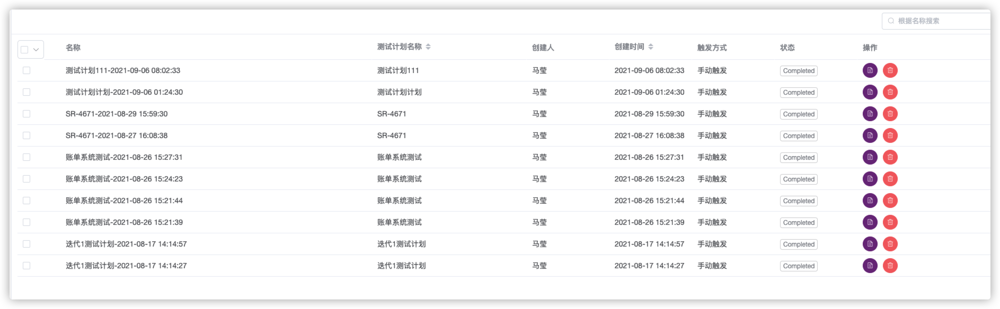 根据名称搜索
名称 测试计划名称 创建人 创建时间 触发方式 状态 操作
测试计划111-2021-09-06 08:02:33 测试计划111 马莹 2021-09-06 08:02:33 手动触发 Completed
测试计划计划-2021-09-06 01:24:30 测试计划计划 马莹 2021-09-06 01:24:30 手动触发 Completed
SR-4671-2021-08-29 15:59:30 SR-4671 马莹 2021-08-29 15:59:30 手动触发 Completed
SR-4671-2021-08-27 16:08:38 SR-4671 马莹 2021-08-27 16:08:38 手动触发 Completed
账单系统测试-2021-08-26 15:27:31 账单系统测试 马莹 2021-08-26 15:27:31 手动触发 Completed
账单系统测试-2021-08-26 15:24:23 账单系统测试 马莹 2021-08-26 15:24:23 手动触发 Completed
账单系统测试-2021-08-26 15:21:44 账单系统测试 马莹 2021-08-26 15:21:44 手动触发 Completed
账单系统测试-2021-08-26 15:21:39 账单系统测试 马莹 2021-08-26 15:21:39 手动触发 Completed
迭代1测试计划-2021-08-17 14:14:57 迭代1测试计划 马莹 2021-08-17 14:14:57 手动触发 Completed
迭代1测试计划-2021-08-17 14:14:27 迭代1测试计划 马莹 2021-08-17 14:14:27 手动触发 Completed